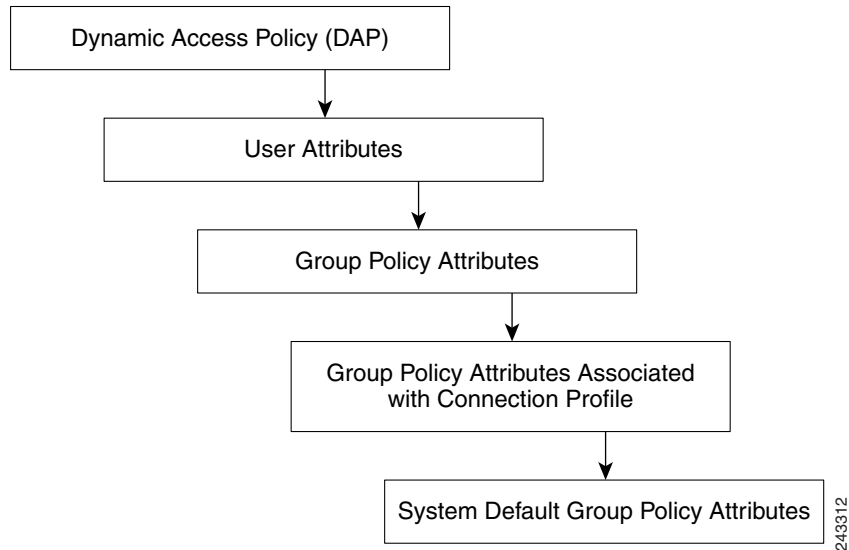 Dynamic Access Policy (DAP)
User Attributes
Group Policy Attributes
Group Policy Attributes Associated
with Connection Profile
System Default Group Policy Attributes
243312